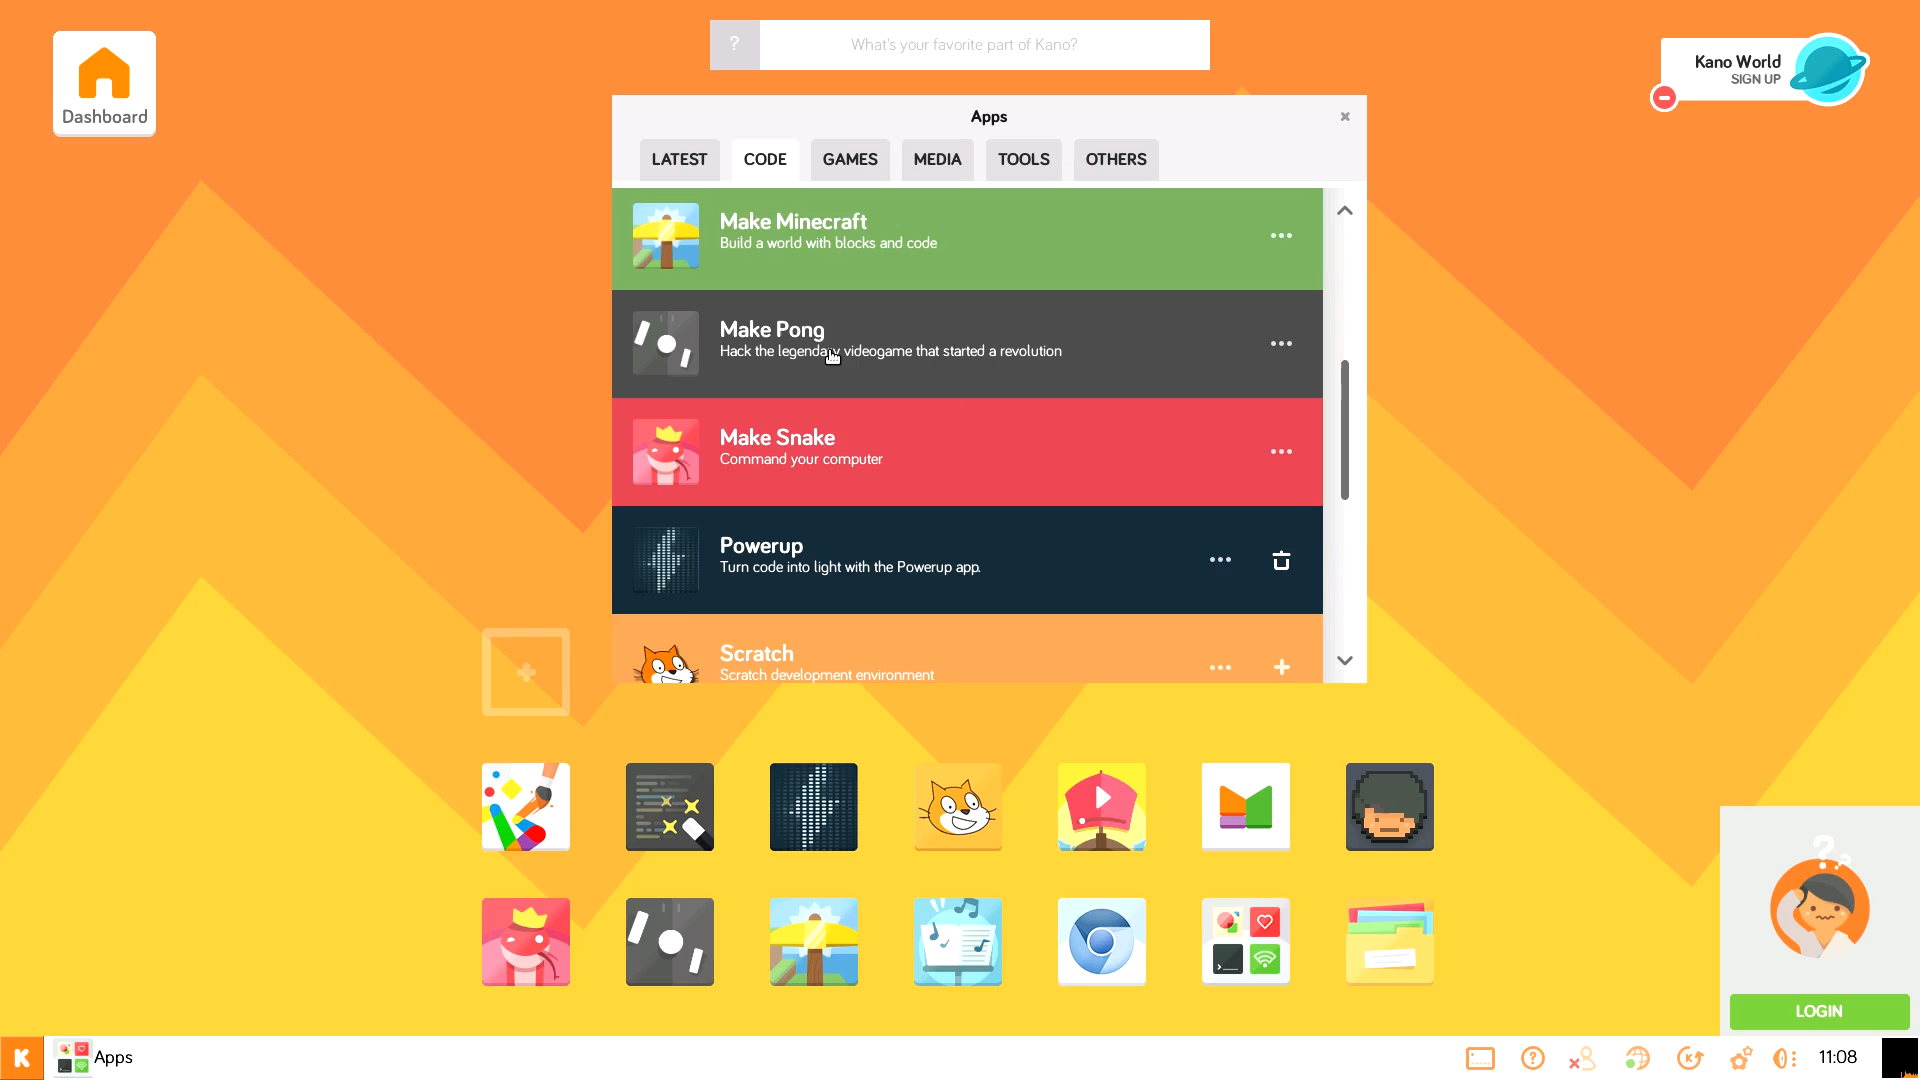 Dashboard
?
What's your favorite part of Kano?
Kano World
SIGN UP
Apps
LATEST
CODE
GAMES
MEDIA
TOOLS
OTHERS
Make Minecraft
Build a world with blocks and code
Make Pong
Hack the legendary videogame that started a revolution
Make Snake
Command your computer
Powerup
Turn code into light with the Powerup app.
Scratch
Scratch development environment
LOGIN
K
Apps
?
K
11:08